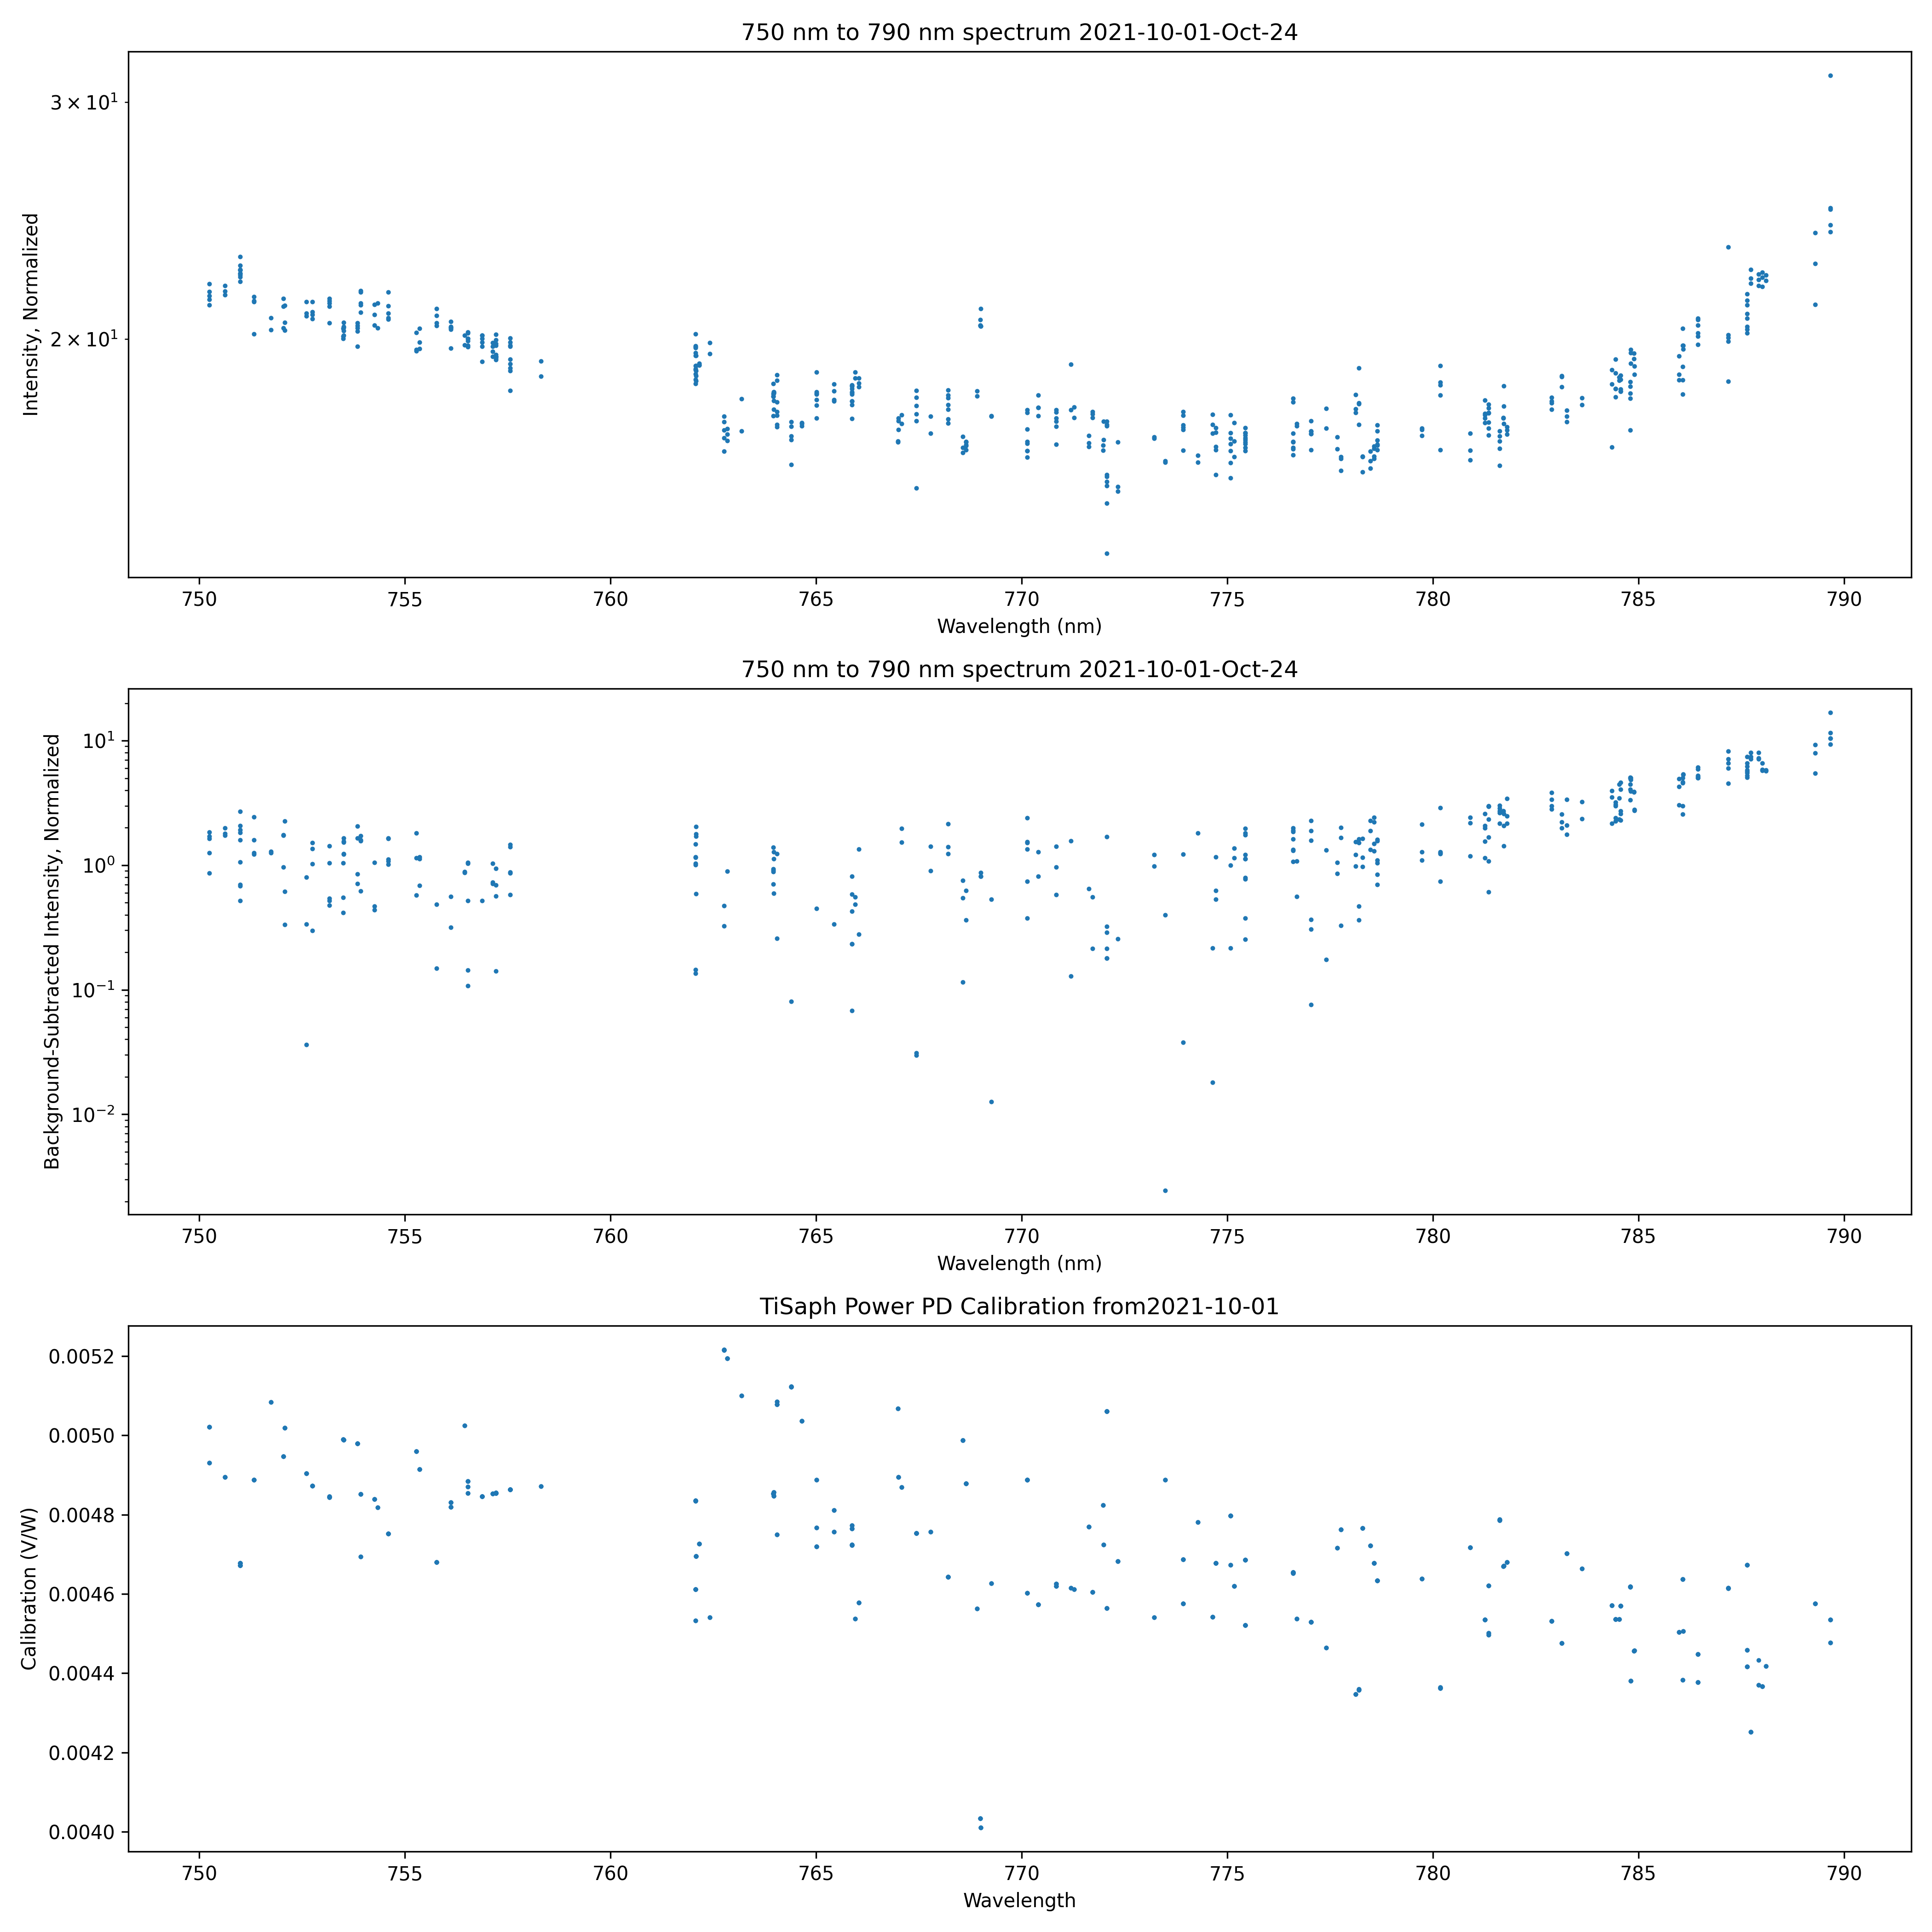 750 nm to 790 nm spectrum 2021-10-01-Oct-24
Intensity, Normalized
3 × 10¹
2 × 10¹
750 755 760 765 770 775 780 785 790
Wavelength (nm)
750 nm to 790 nm spectrum 2021-10-01-Oct-24
Background-Subtracted Intensity, Normalized
10¹
10⁰
10⁻¹
10⁻²
750 755 760 765 770 775 780 785 790
Wavelength (nm)
TiSaph Power PD Calibration from2021-10-01
Calibration (V/W)
0.0052
0.0050
0.0048
0.0046
0.0044
0.0042
0.0040
750 755 760 765 770 775 780 785 790
Wavelength